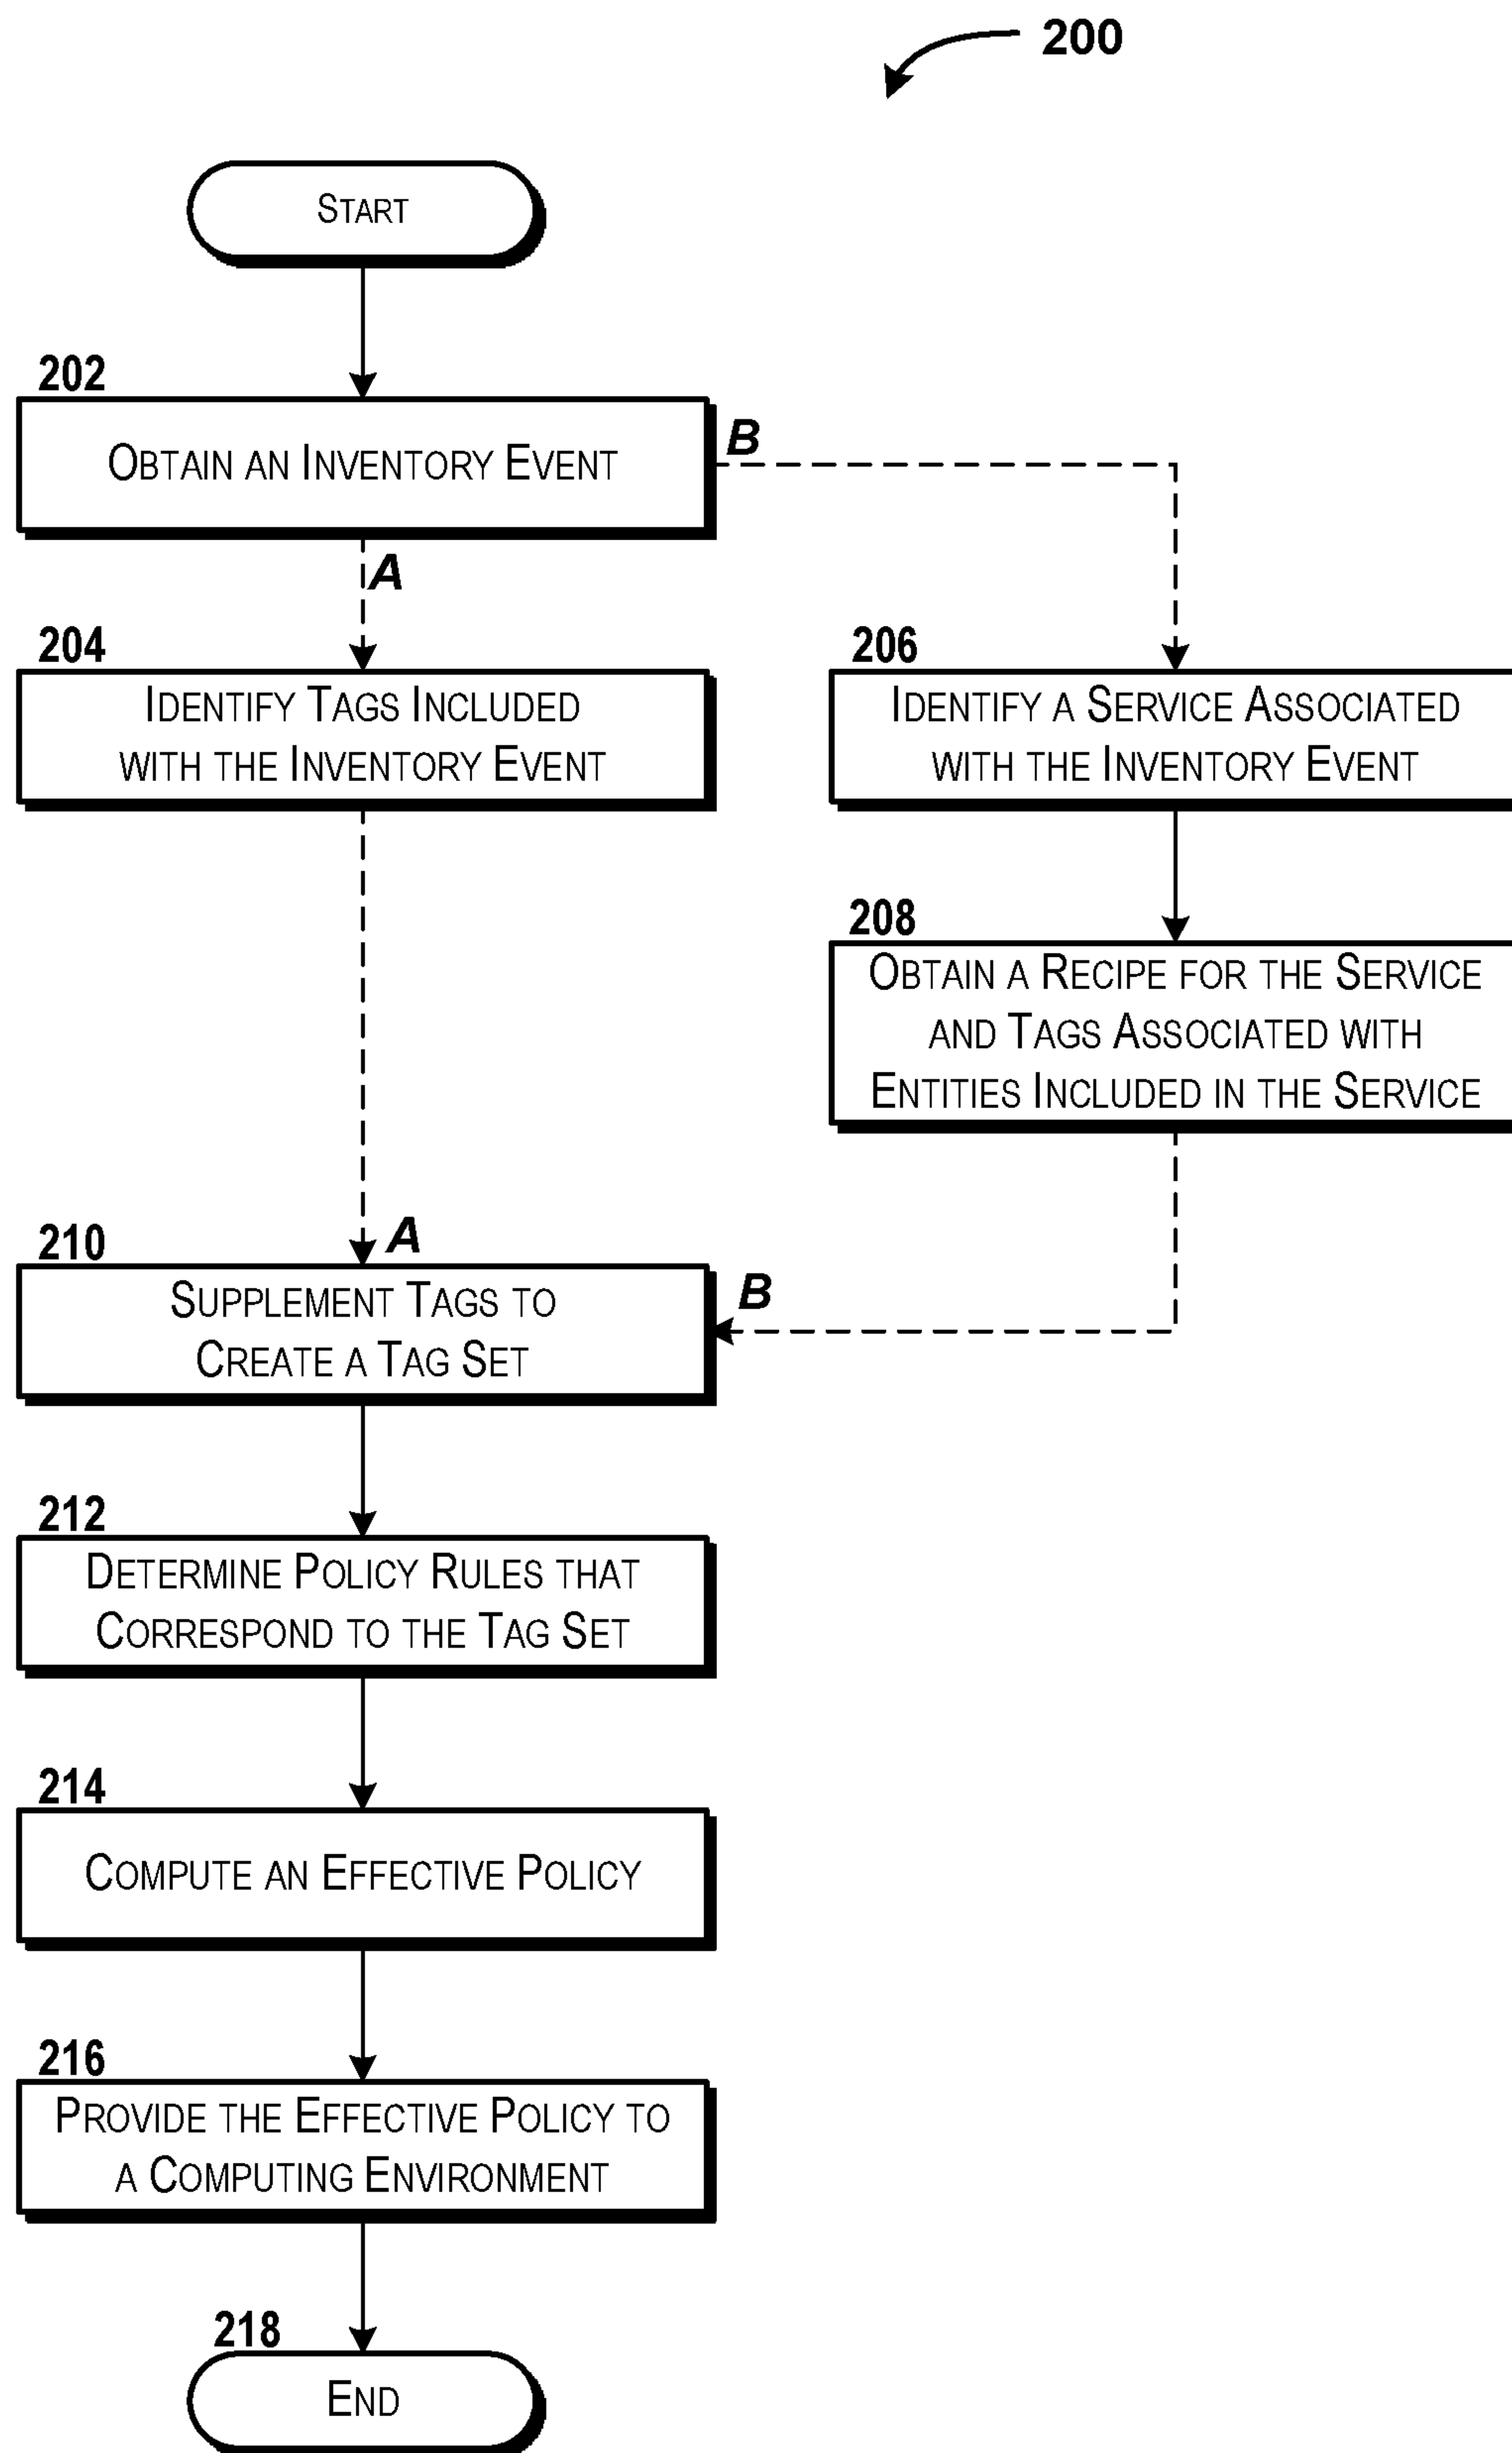 200
START
202
OBTAIN AN INVENTORY EVENT
B
A
204
IDENTIFY TAGS INCLUDED
WITH THE INVENTORY EVENT
206
IDENTIFY A SERVICE ASSOCIATED
WITH THE INVENTORY EVENT
208
OBTAIN A RECIPE FOR THE SERVICE
AND TAGS ASSOCIATED WITH
ENTITIES INCLUDED IN THE SERVICE
A
B
210
SUPPLEMENT TAGS TO
CREATE A TAG SET
212
DETERMINE POLICY RULES THAT
CORRESPOND TO THE TAG SET
214
COMPUTE AN EFFECTIVE POLICY
216
PROVIDE THE EFFECTIVE POLICY TO
A COMPUTING ENVIRONMENT
218
END